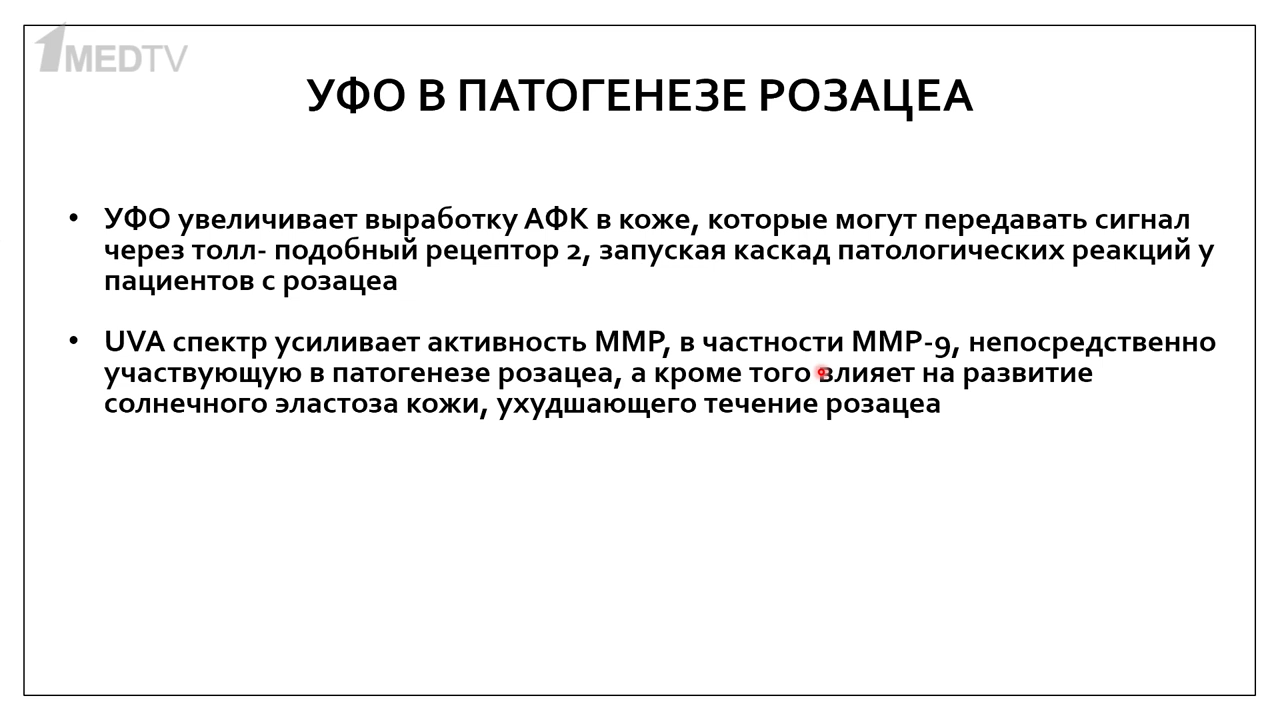 1MEDTV
УФО В ПАТОГЕНЕЗЕ РОЗАЦЕА
• УФО увеличивает выработку АФК в коже, которые могут передавать сигнал
через толл- подобный рецептор 2, запуская каскад патологических реакций у
пациентов с розацеа
• UVA спектр усиливает активность ММР, в частности ММР-9, непосредственно
участвующую в патогенезе розацеа, а кроме того влияет на развитие
солнечного эластоза кожи, ухудшающего течение розацеа